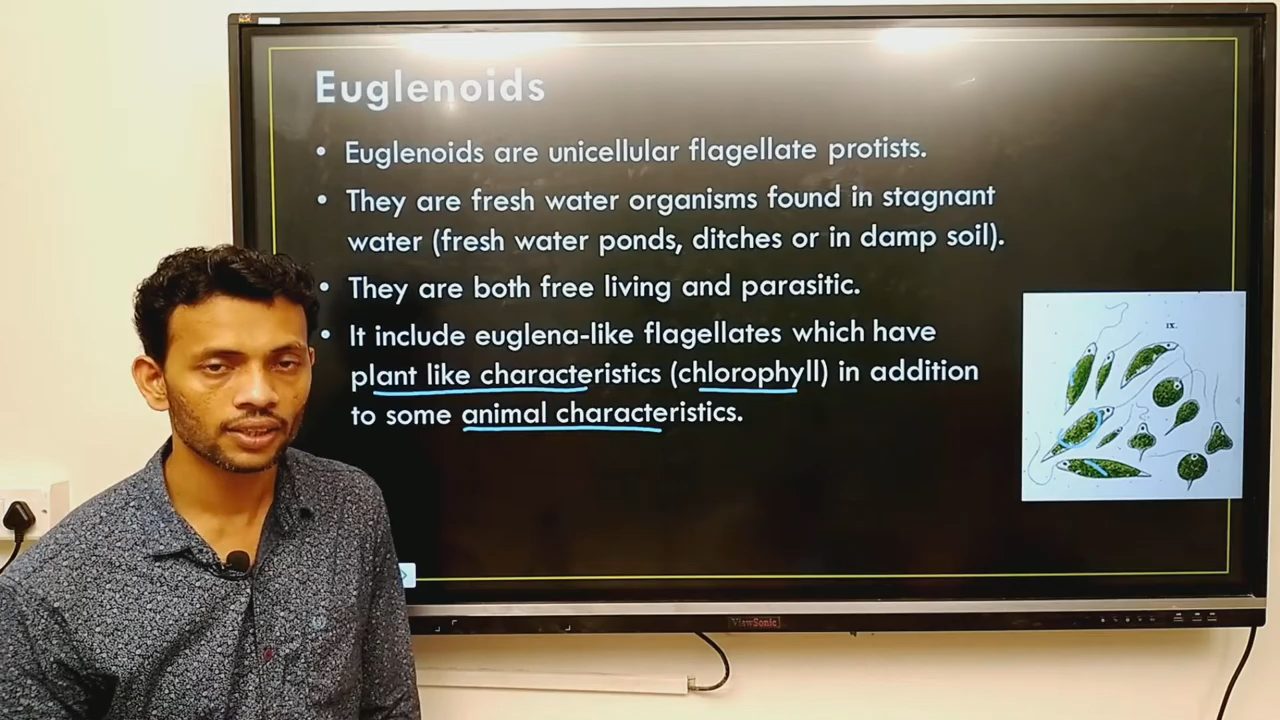 Euglenoids
• Euglenoids are unicellular flagellate protists.
• They are fresh water organisms found in stagnant
water (fresh water ponds, ditches or in damp soil).
• They are both free living and parasitic.
• It include euglena-like flagellates which have
plant like characteristics (chlorophyll) in addition
to some animal characteristics.
IX.
ViewSonic